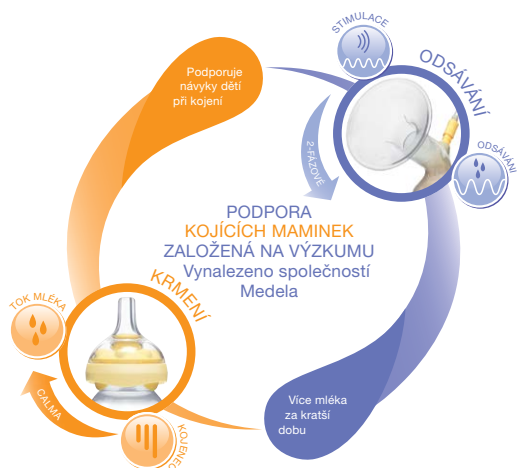 STIMULACE
ODSÁVÁNÍ
ODSÁVÁNÍ
2-FÁZOVÉ
Podporuje
návyky dětí
při kojení
PODPORA
KOJÍCÍCH MAMINEK
ZALOŽENÁ NA VÝZKUMU
Vynalezeno společností
Medela
KRMENÍ
TOK MLÉKA
CALMA
KOJENEC
Více mléka
za kratší
dobu